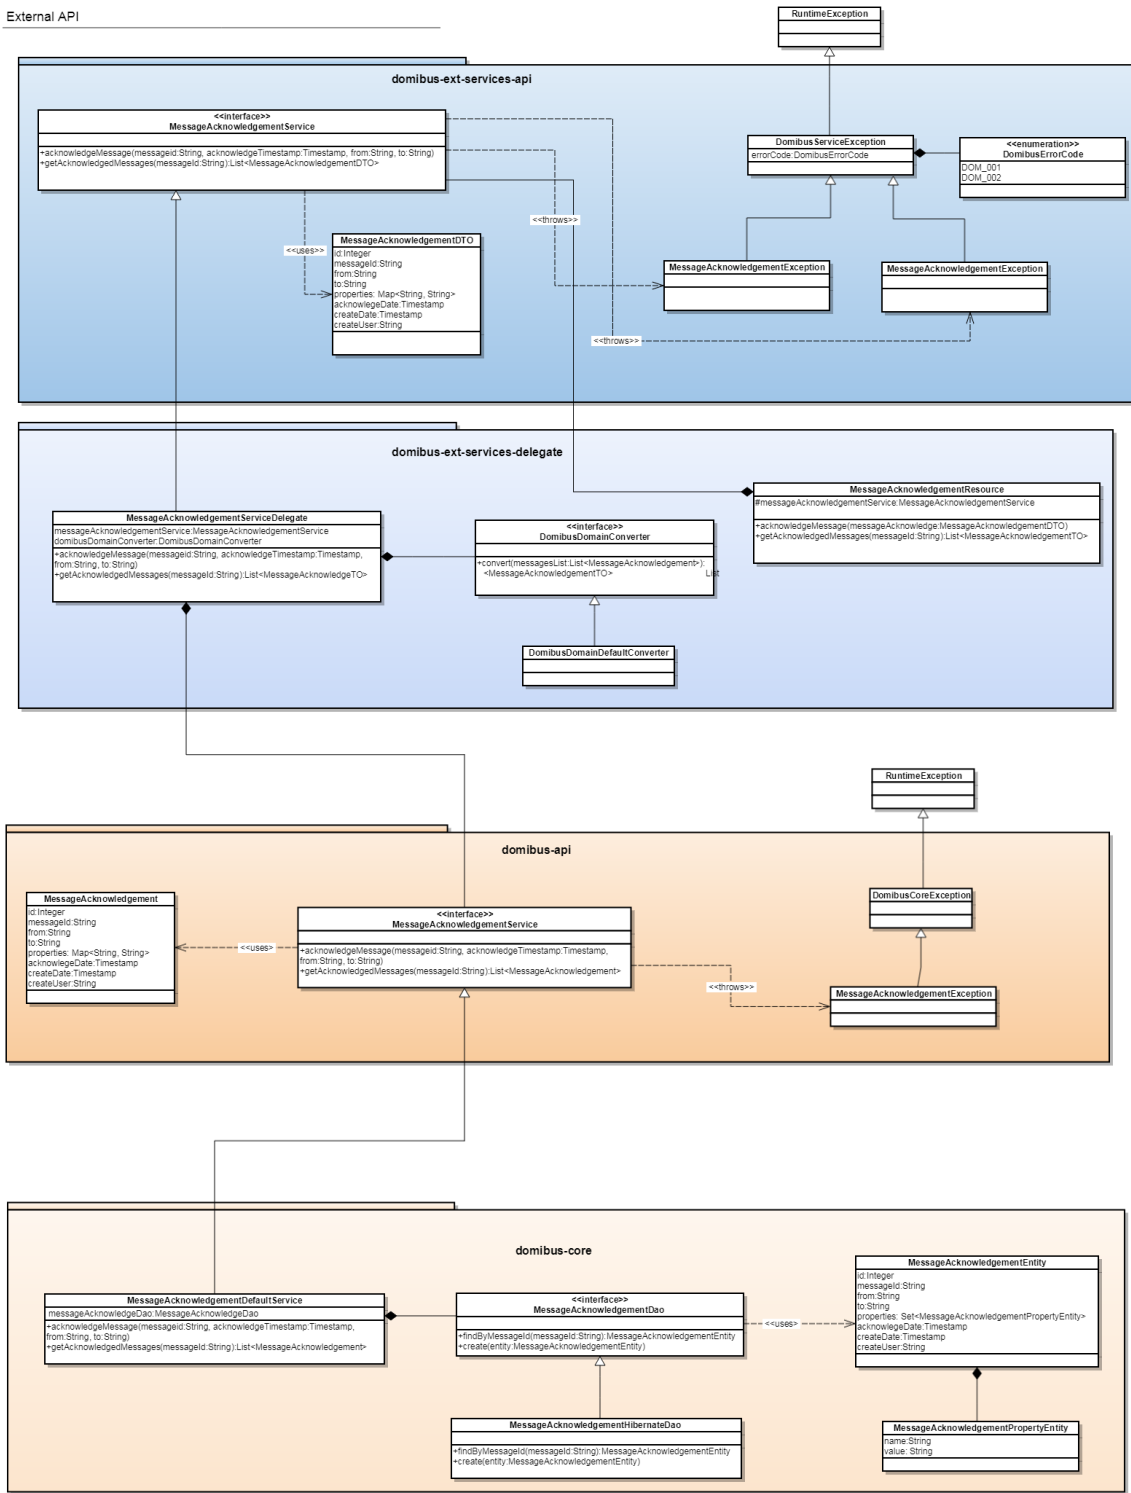 External API
RuntimeException
domibus-ext-services-api
<<interface>>
MessageAcknowledgementService
+acknowledgeMessage(messageid:String, acknowledgeTimestamp:Timestamp, from:String, to:String)
+getAcknowledgedMessages(messageId:String):List<MessageAcknowledgementDTO>
DomibusServiceException
errorCode:DomibusErrorCode
<<enumeration>>
DomibusErrorCode
DOM_001
DOM_002
<<throws>>
<<uses>>
MessageAcknowledgementDTO
id:Integer
messageId:String
from:String
to:String
properties: Map<String, String>
acknowlegeDate:Timestamp
createDate:Timestamp
createUser:String
MessageAcknowledgementException
MessageAcknowledgementException
<<throws>>
domibus-ext-services-delegate
MessageAcknowledgementResource
#messageAcknowledgementService:MessageAcknowledgementService
+acknowledgeMessage(messageAcknowledge:MessageAcknowledgementDTO)
+getAcknowledgedMessages(messageId:String):List<MessageAcknowledgementTO>
MessageAcknowledgementServiceDelegate
messageAcknowledgementService:MessageAcknowledgementService
domibusDomainConverter:DomibusDomainConverter
+acknowledgeMessage(messageid:String, acknowledgeTimestamp:Timestamp,
from:String, to:String)
+getAcknowledgedMessages(messageId:String):List<MessageAcknowledgeTO>
<<interface>>
DomibusDomainConverter
+convert(messagesList:List<MessageAcknowledgement>):
<MessageAcknowledgementTO> List
DomibusDomainDefaultConverter
RuntimeException
domibus-api
MessageAcknowledgement
id:Integer
messageId:String
from:String
to:String
properties: Map<String, String>
acknowlegeDate:Timestamp
createDate:Timestamp
createUser:String
<<uses>
<<interface>>
MessageAcknowledgementService
+acknowledgeMessage(messageid:String, acknowledgeTimestamp:Timestamp,
from:String, to:String)
+getAcknowledgedMessages(messageId:String):List<MessageAcknowledgement>
DomibusCoreException
<<throws>>
MessageAcknowledgementException
domibus-core
MessageAcknowledgementDefaultService
messageAcknowledgeDao:MessageAcknowledgeDao
+acknowledgeMessage(messageid:String, acknowledgeTimestamp:Timestamp,
from:String, to:String)
+getAcknowledgedMessages(messageId:String):List<MessageAcknowledgement>
<<interface>>
MessageAcknowledgementDao
+findByMessageId(messageId:String):MessageAcknowledgementEntity
+create(entity:MessageAcknowledgementEntity)
<<uses>>
MessageAcknowledgementEntity
id:Integer
messageId:String
from:String
to:String
properties: Set<MessageAcknowledgementPropertyEntity>
acknowlegeDate:Timestamp
createDate:Timestamp
createUser:String
MessageAcknowledgementHibernateDao
+findByMessageId(messageId:String):MessageAcknowledgementEntity
+create(entity:MessageAcknowledgementEntity)
MessageAcknowledgementPropertyEntity
name:String
value: String